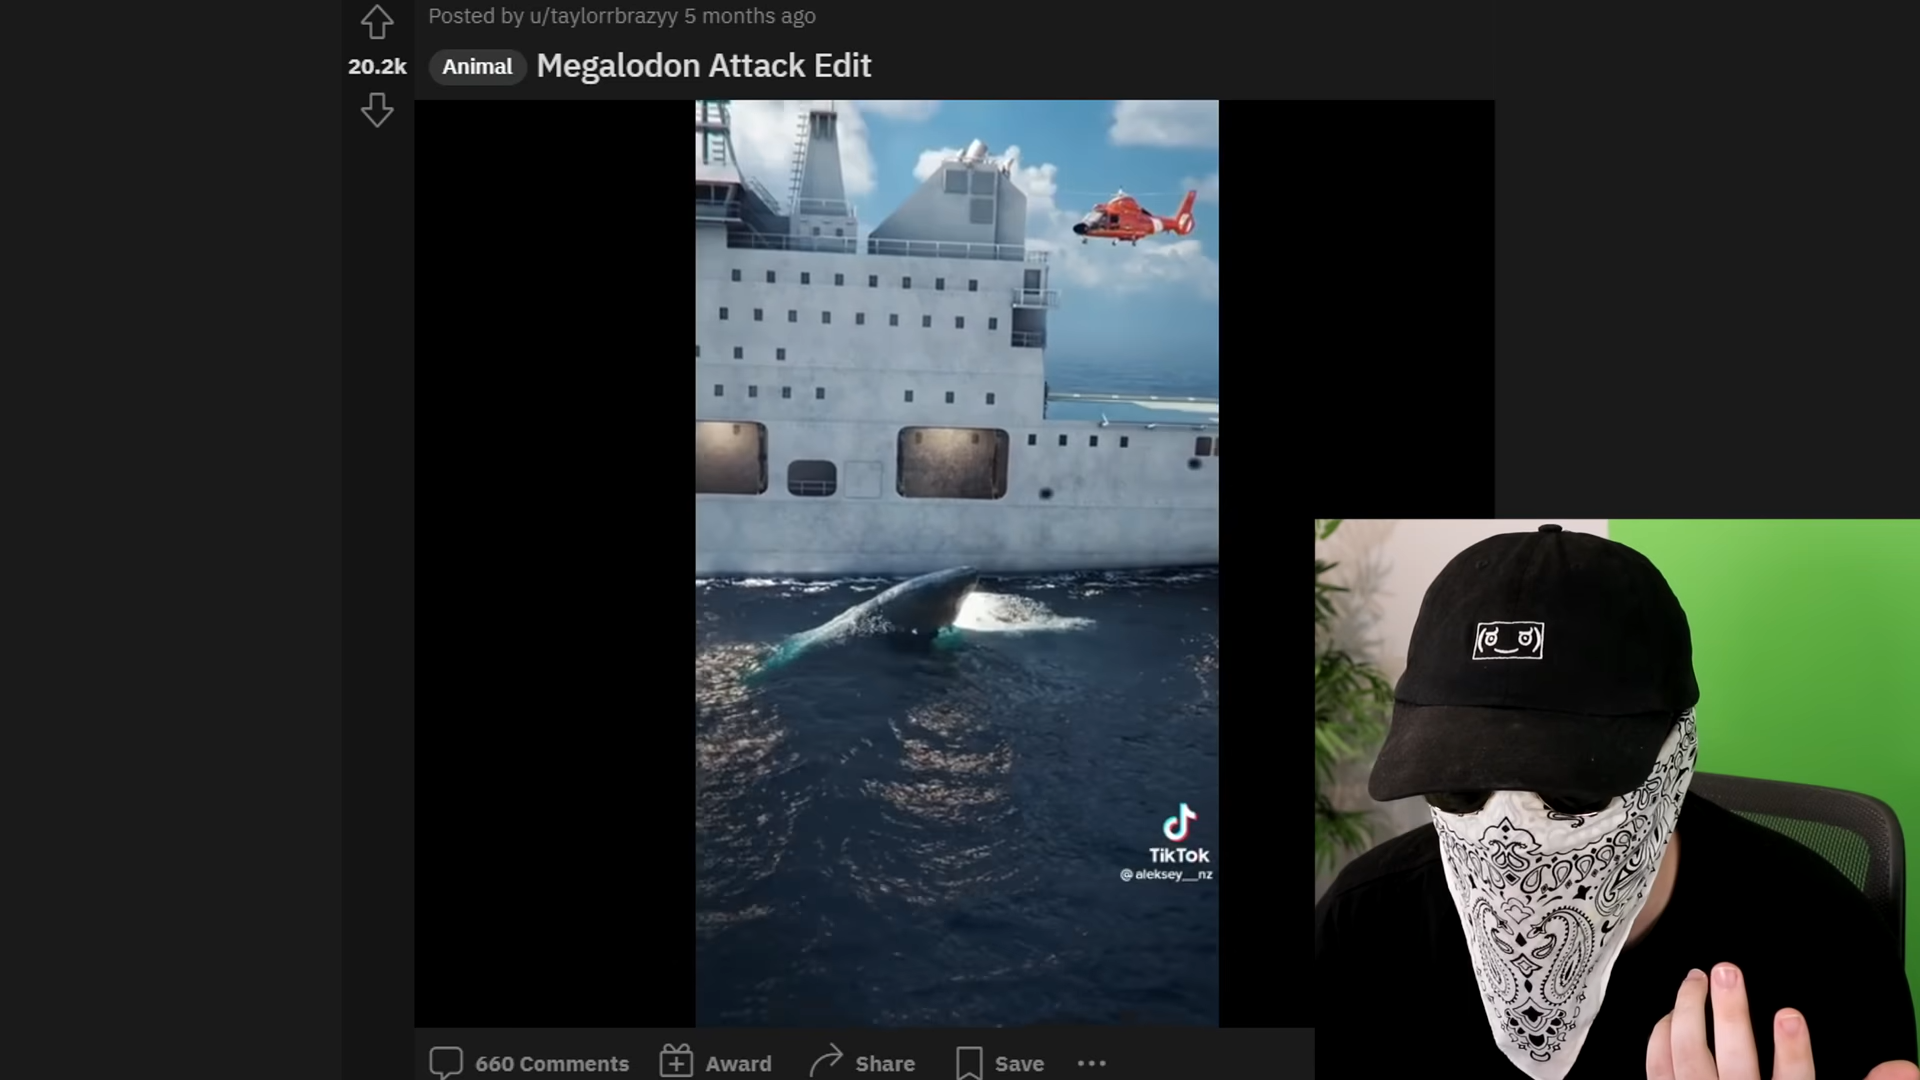 Posted by u/taylorrbrazyy 5 months ago
20.2k
Animal
Megalodon Attack Edit
TikTok
@aleksey__nz
660 Comments
Award
Share
Save